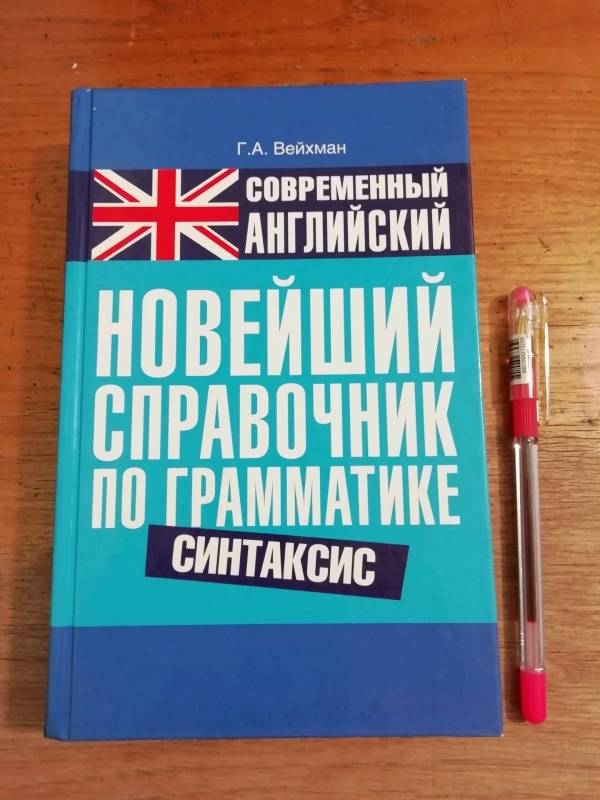 Г.А. Вейхман
СОВРЕМЕННЫЙ
АНГЛИЙСКИЙ
НОВЕЙШИЙ
СПРАВОЧНИК
ПО ГРАММАТИКЕ
СИНТАКСИС